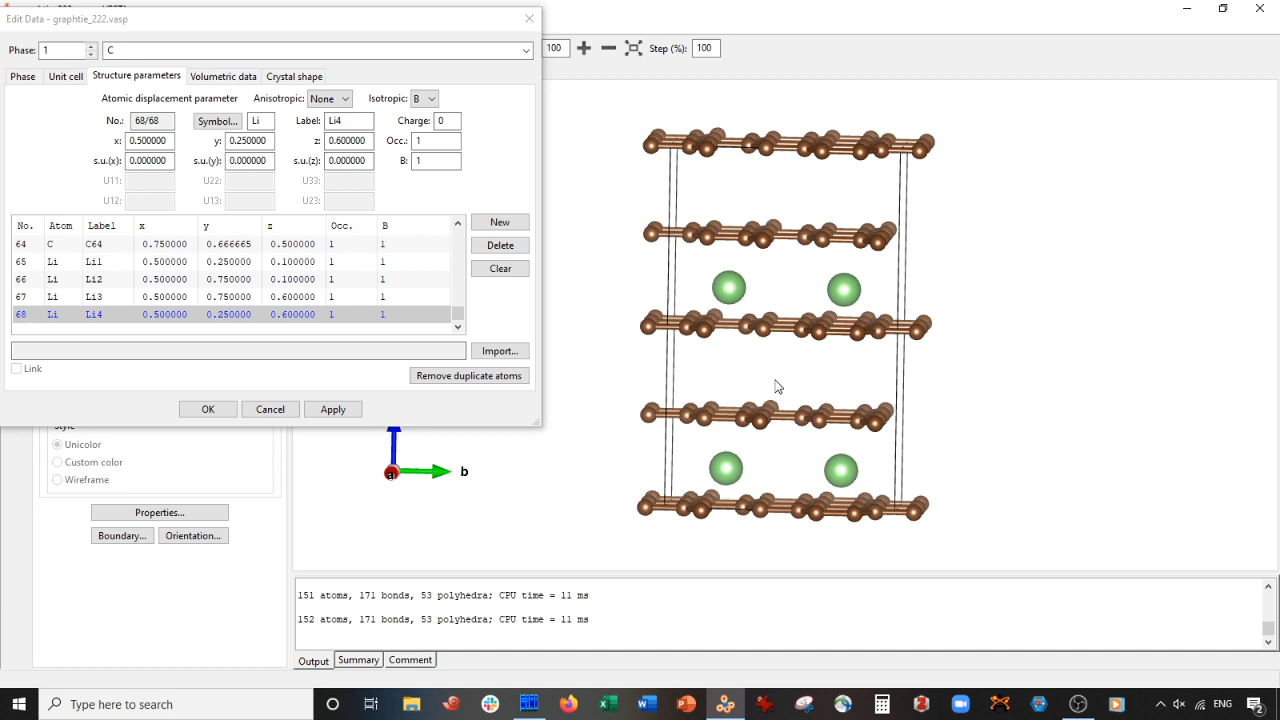 Edit Data - graphtie_222.vasp
Phase: 1 C
100 Step (%): 100
Phase Unit cell Structure parameters Volumetric data Crystal shape
Atomic displacement parameter Anisotropic: None Isotropic: B
No.: 68/68 Symbol... Li Label: Li4 Charge: 0
x: 0.500000 y: 0.250000 z: 0.600000 Occ.: 1
s.u.(x): 0.000000 s.u.(y): 0.000000 s.u.(z): 0.000000 B: 1
U11: U22: U33:
U12: U13: U23:
No. Atom Label x y z Occ. B
64 C C64 0.750000 0.666665 0.500000 1 1
65 Li Li1 0.500000 0.250000 0.100000 1 1
66 Li Li2 0.500000 0.750000 0.100000 1 1
67 Li Li3 0.500000 0.750000 0.600000 1 1
68 Li Li4 0.500000 0.250000 0.600000 1 1
New
Delete
Clear
Import...
Link
Remove duplicate atoms
OK Cancel Apply
Style
Unicolor
Custom color
Wireframe
Properties...
Boundary... Orientation...
a b
151 atoms, 171 bonds, 53 polyhedra; CPU time = 11 ms
152 atoms, 171 bonds, 53 polyhedra; CPU time = 11 ms
Output Summary Comment
Type here to search
ENG
2